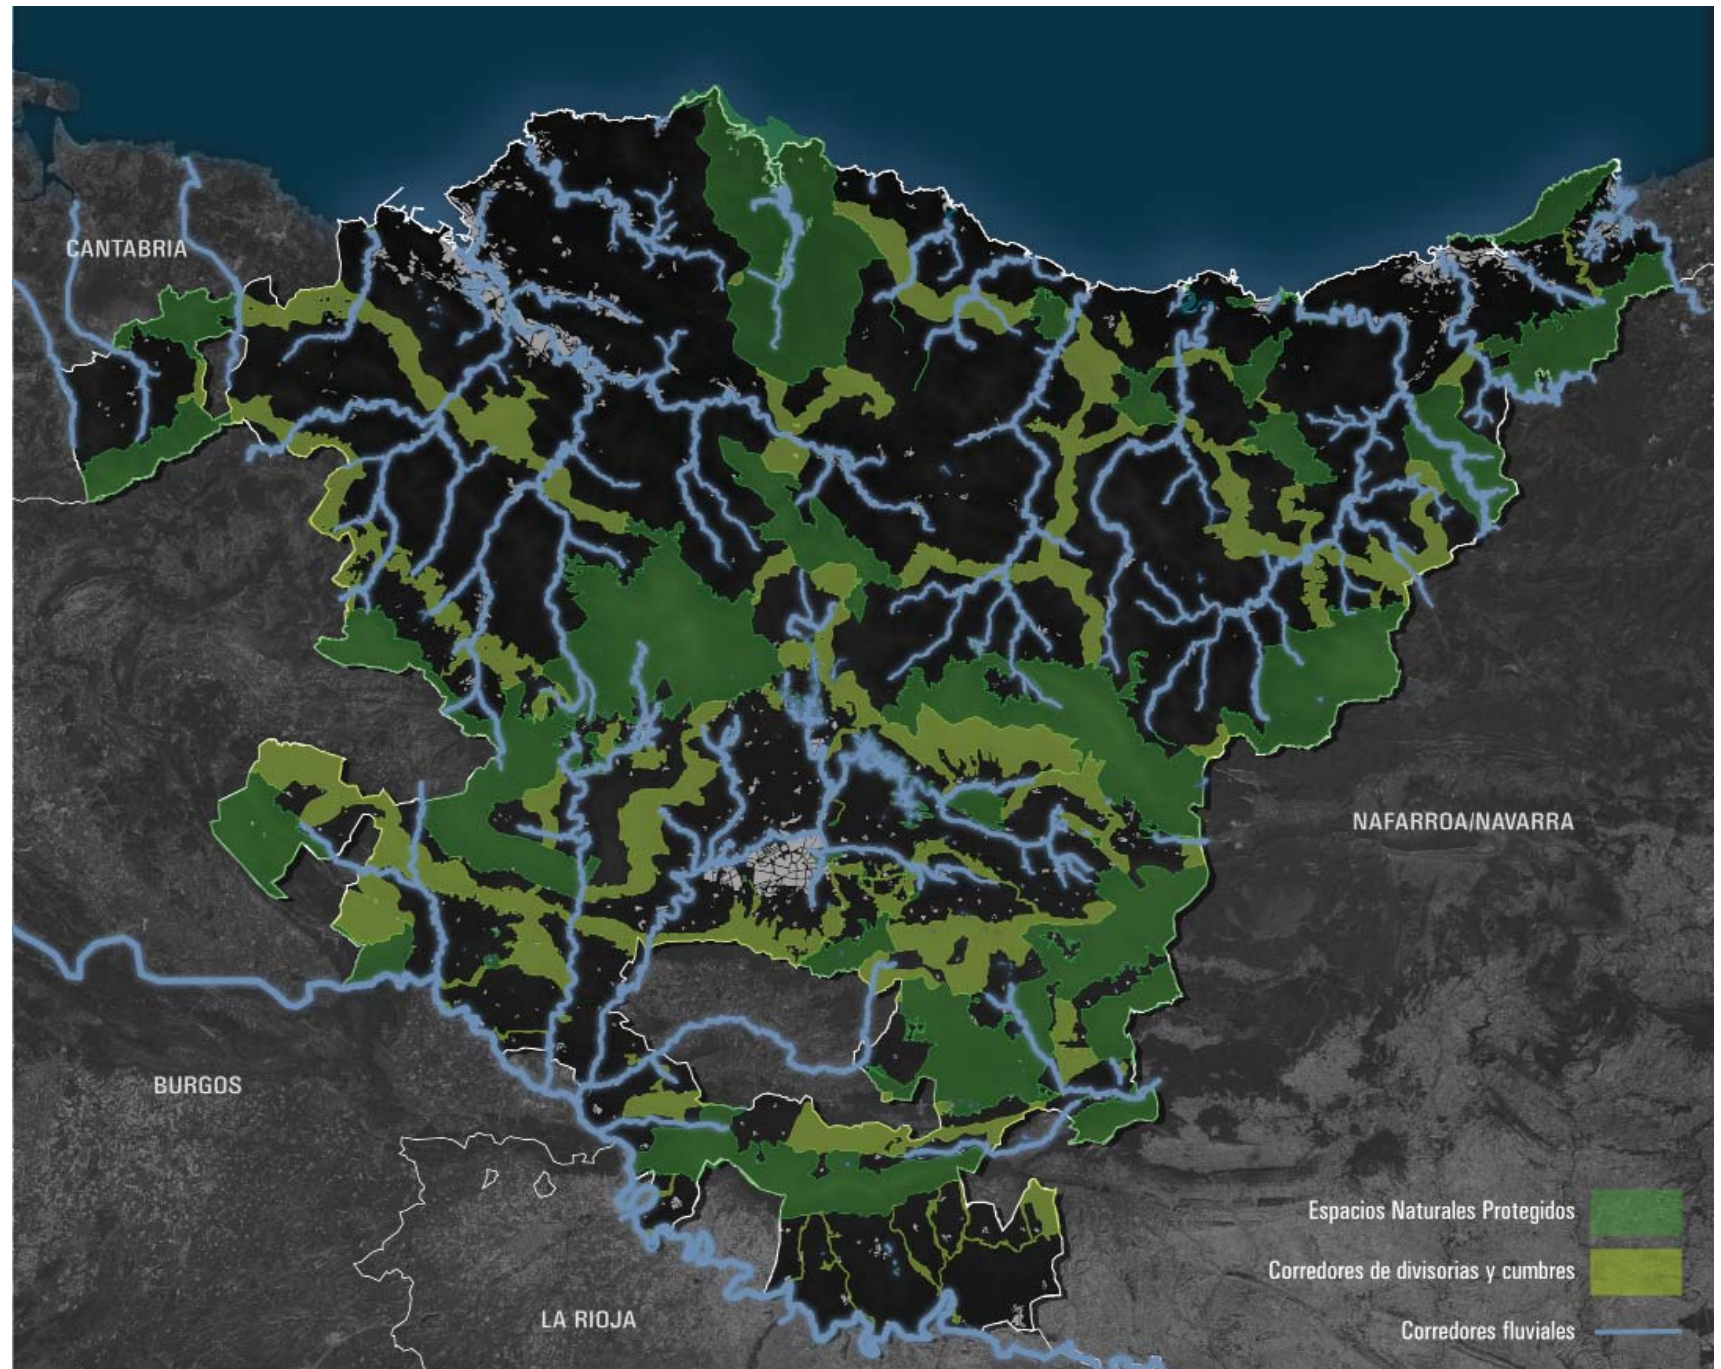 CANTABRIA
NAFARROA/NAVARRA
BURGOS
LA RIOJA
Espacios Naturales Protegidos
Corredores de divisorias y cumbres
Corredores fluviales